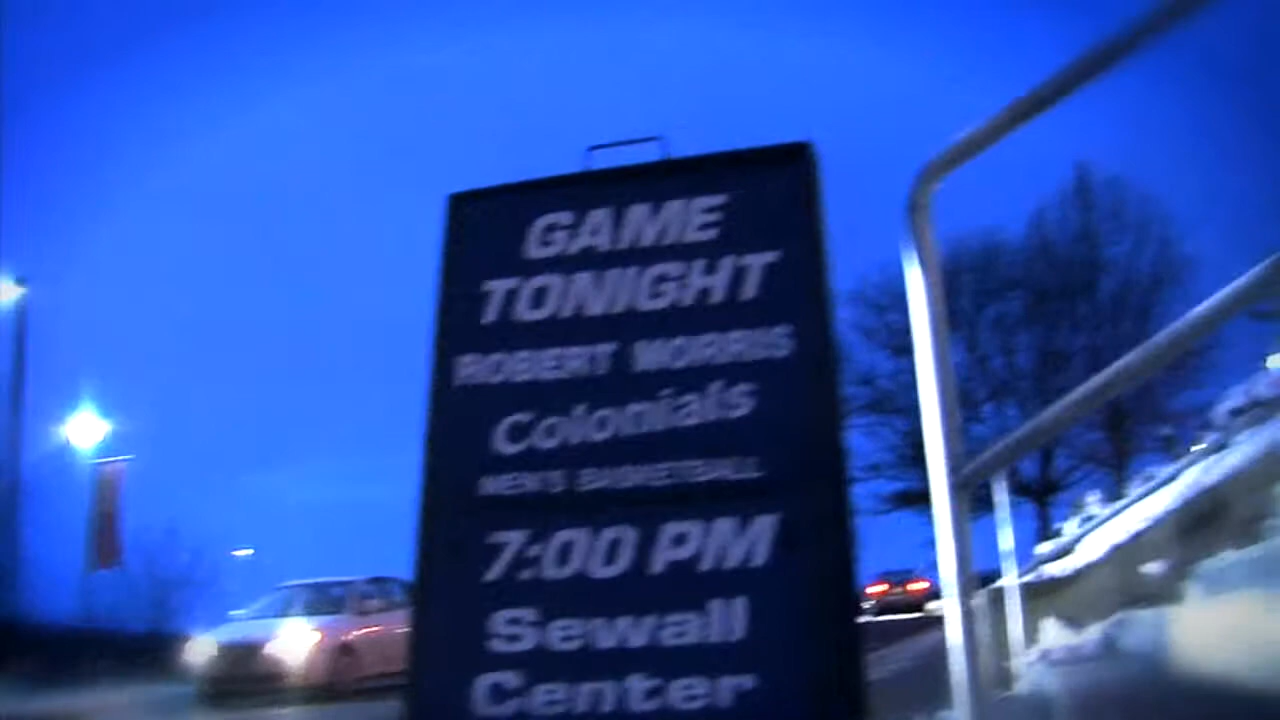 GAME
TONIGHT
ROBERT MORRIS
Colonials
MEN'S BASKETBALL
7:00 PM
Sewall
Center